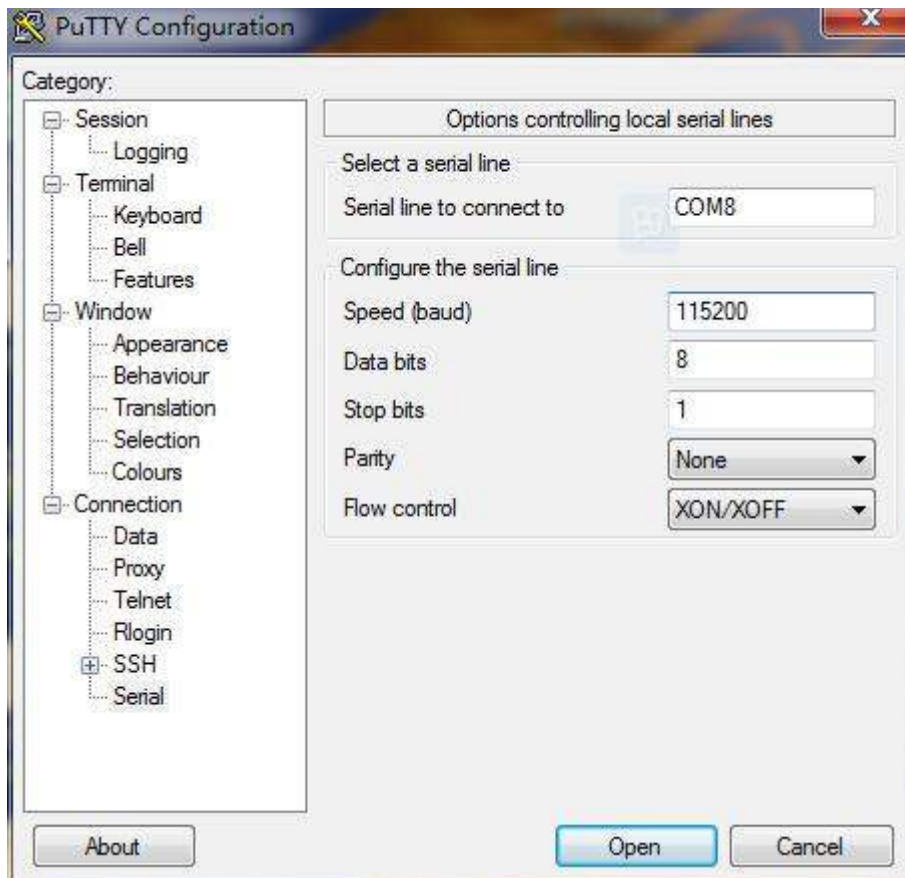 PuTTY Configuration
Category:
Session
Logging
Terminal
Keyboard
Bell
Features
Window
Appearance
Behaviour
Translation
Selection
Colours
Connection
Data
Proxy
Telnet
Rlogin
SSH
Serial
Options controlling local serial lines
Select a serial line
Serial line to connect to COM8
Configure the serial line
Speed (baud) 115200
Data bits 8
Stop bits 1
Parity None
Flow control XON/XOFF
About Open Cancel